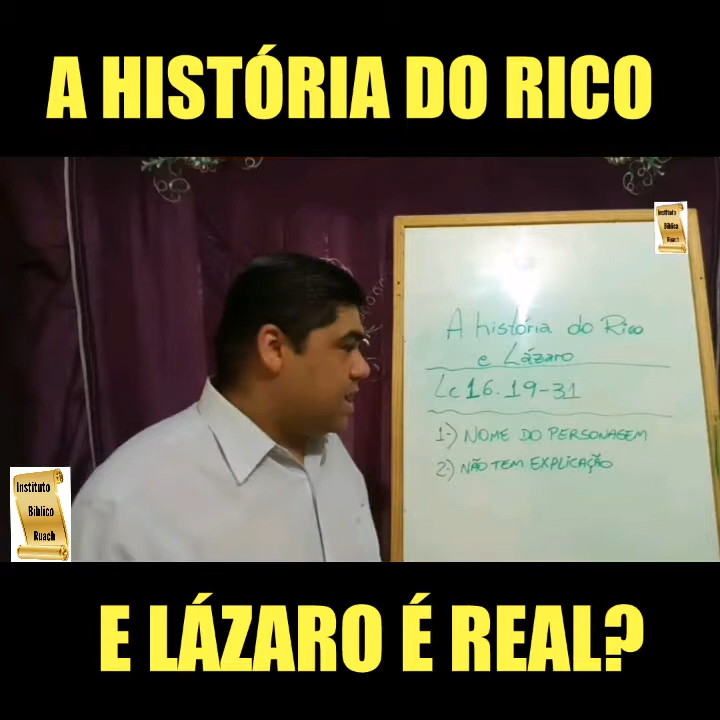 A HISTÓRIA DO RICO
Instituto
Bíblico
Ruach
A história do Rico
e Lázaro
Lc 16.19-31
1-) NOME DO PERSONAGEM
2-) NÃO TEM EXPLICAÇÃO
Instituto
Bíblico
Ruach
E LÁZARO É REAL?